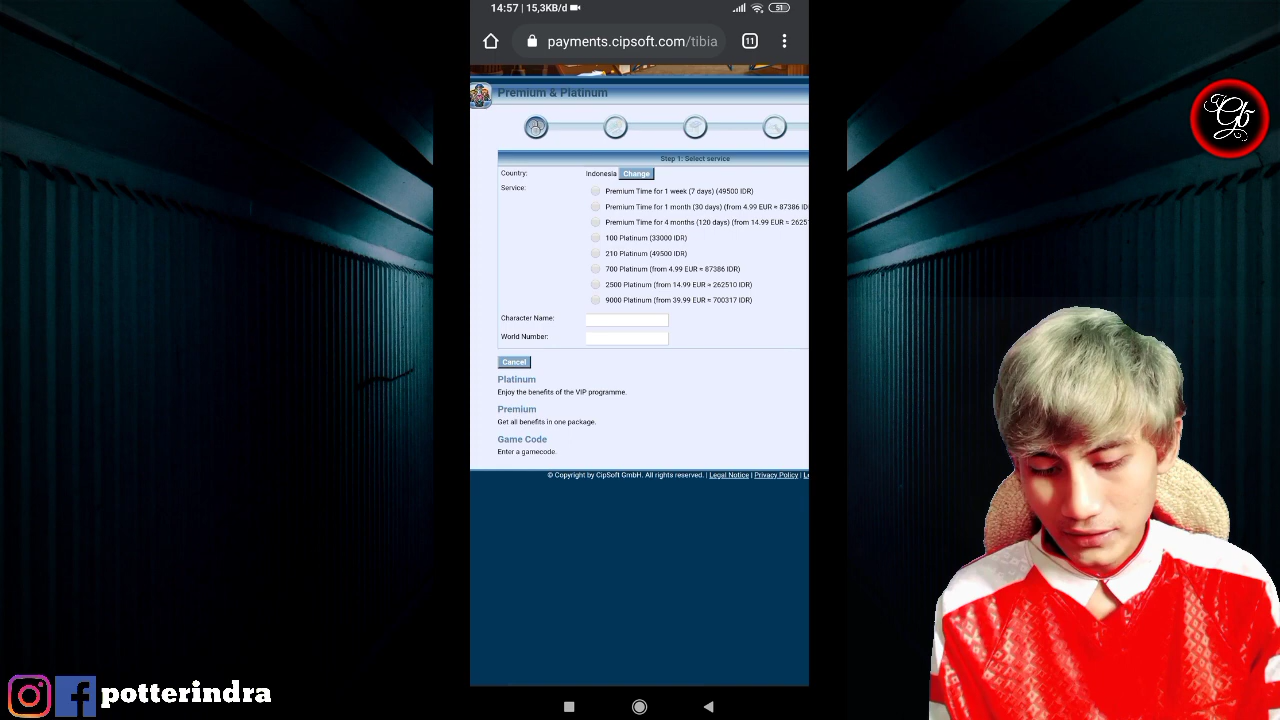 14:57 | 15,3KB/d
51
payments.cipsoft.com/tibia
11
Premium & Platinum
Step 1: Select service
Country: Indonesia Change
Service:
Premium Time for 1 week (7 days) (49500 IDR)
Premium Time for 1 month (30 days) (from 4.99 EUR ≈ 87386 ID
Premium Time for 4 months (120 days) (from 14.99 EUR ≈ 2625
100 Platinum (33000 IDR)
210 Platinum (49500 IDR)
700 Platinum (from 4.99 EUR ≈ 87386 IDR)
2500 Platinum (from 14.99 EUR ≈ 262510 IDR)
9000 Platinum (from 39.99 EUR ≈ 700317 IDR)
Character Name:
World Number:
Cancel
Platinum
Enjoy the benefits of the VIP programme.
Premium
Get all benefits in one package.
Game Code
Enter a gamecode.
© Copyright by CipSoft GmbH. All rights reserved. | Legal Notice | Privacy Policy | L
potterindra